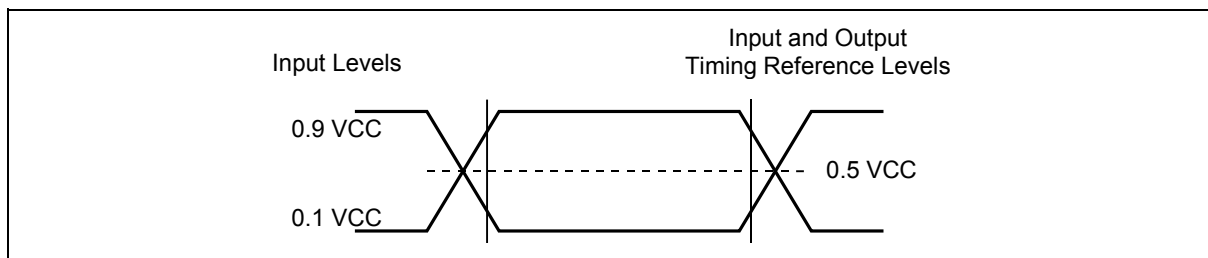 Input Levels
Input and Output
Timing Reference Levels
0.9 VCC
0.5 VCC
0.1 VCC